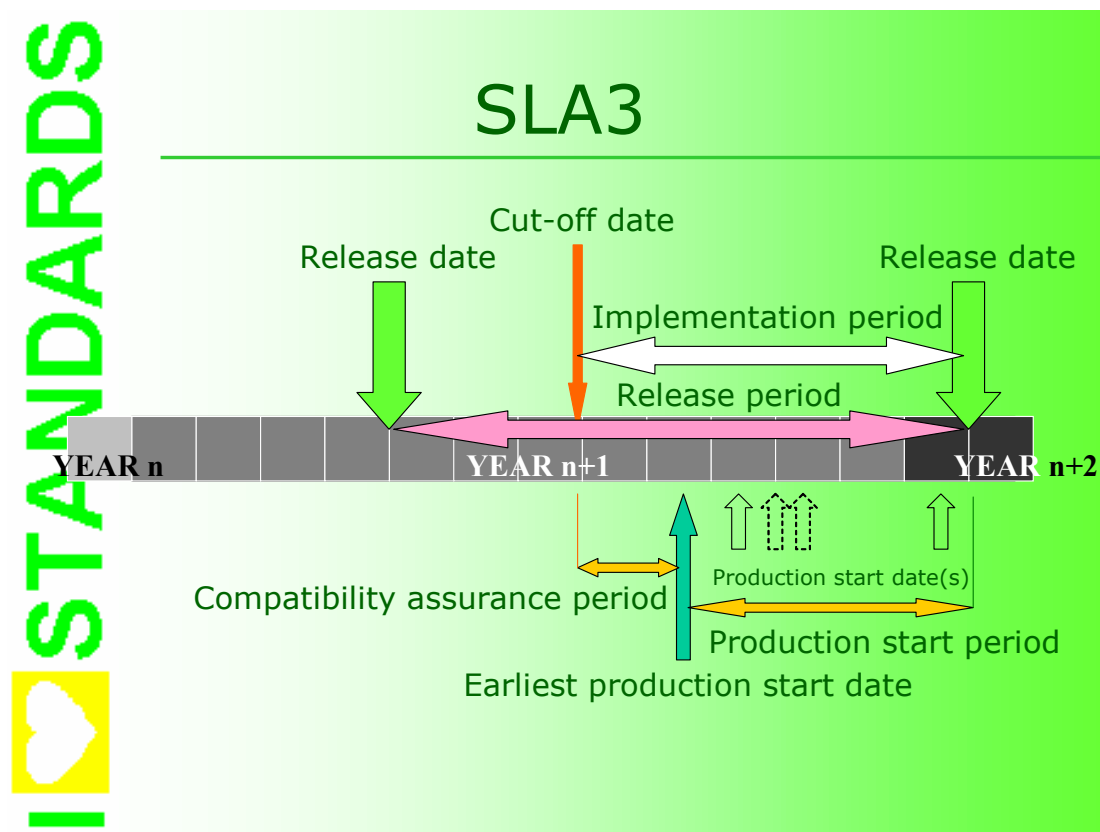 I STANDARDS
SLA3
Cut-off date
Release date
Release date
Implementation period
Release period
YEAR n
YEAR n+1
YEAR n+2
Production start date(s)
Compatibility assurance period
Production start period
Earliest production start date